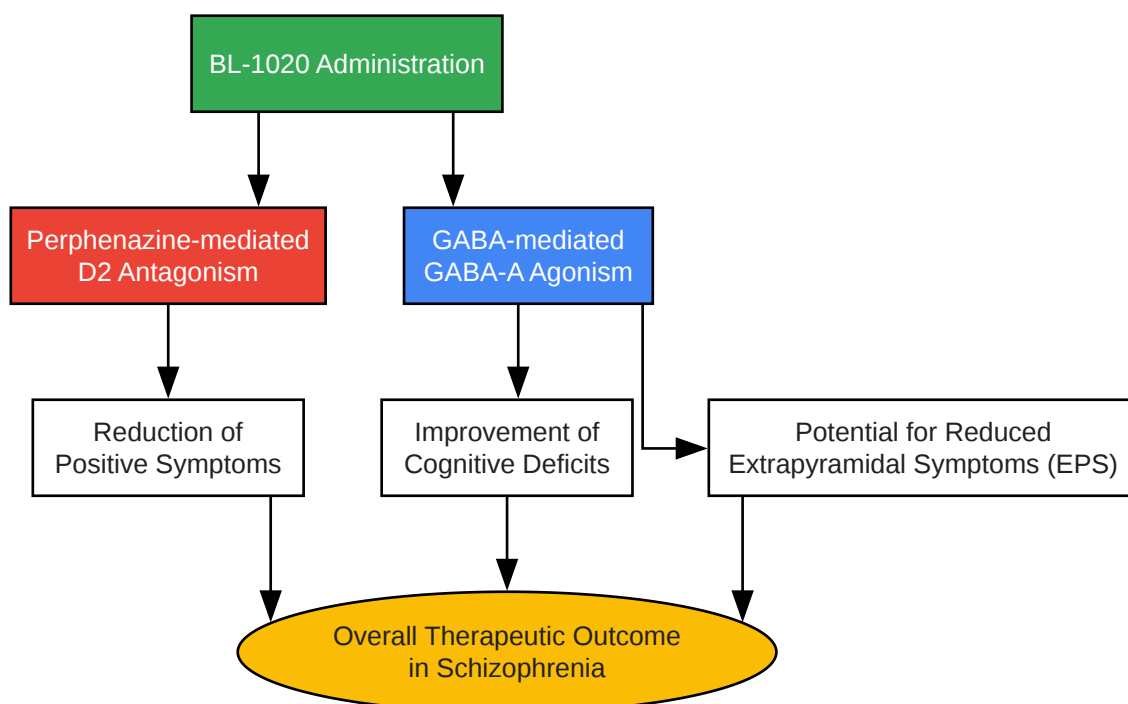 BL-1020 Administration
Perphenazine-mediated
D2 Antagonism
GABA-mediated
GABA-A Agonism
Reduction of
Positive Symptoms
Improvement of
Cognitive Deficits
Potential for Reduced
Extrapyramidal Symptoms (EPS)
Overall Therapeutic Outcome
in Schizophrenia